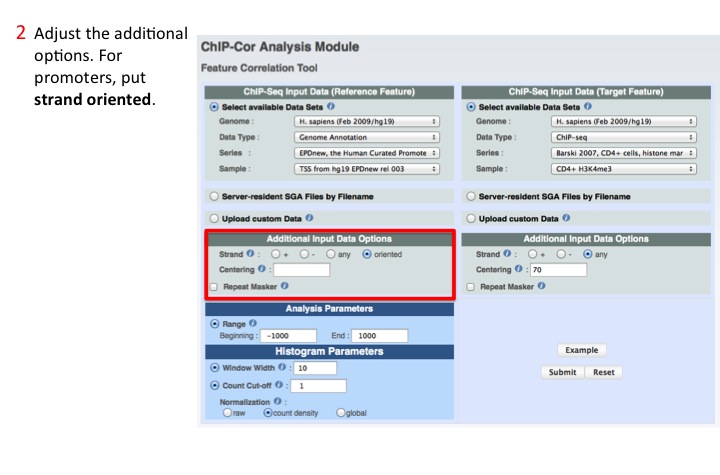 2 Adjust the additional
options. For
promoters, put
strand oriented.
ChIP-Cor Analysis Module
Feature Correlation Tool
ChIP-Seq Input Data (Reference Feature)
Select available Data Sets
Genome : H. sapiens (Feb 2009/hg19)
Data Type : Genome Annotation
Series : EPDnew, the Human Curated Promote
Sample : TSS from hg19 EPDnew rel 003
Server-resident SGA Files by Filename
Upload custom Data
Additional Input Data Options
Strand : + - any oriented
Centering :
Repeat Masker
ChIP-Seq Input Data (Target Feature)
Select available Data Sets
Genome : H. sapiens (Feb 2009/hg19)
Data Type : ChIP-seq
Series : Barski 2007, CD4+ cells, histone mar
Sample : CD4+ H3K4me3
Server-resident SGA Files by Filename
Upload custom Data
Additional Input Data Options
Strand : + - any
Centering : 70
Repeat Masker
Analysis Parameters
Range
Beginning : -1000 End : 1000
Histogram Parameters
Window Width : 10
Count Cut-off : 1
Normalization :
raw count density global
Example
Submit Reset